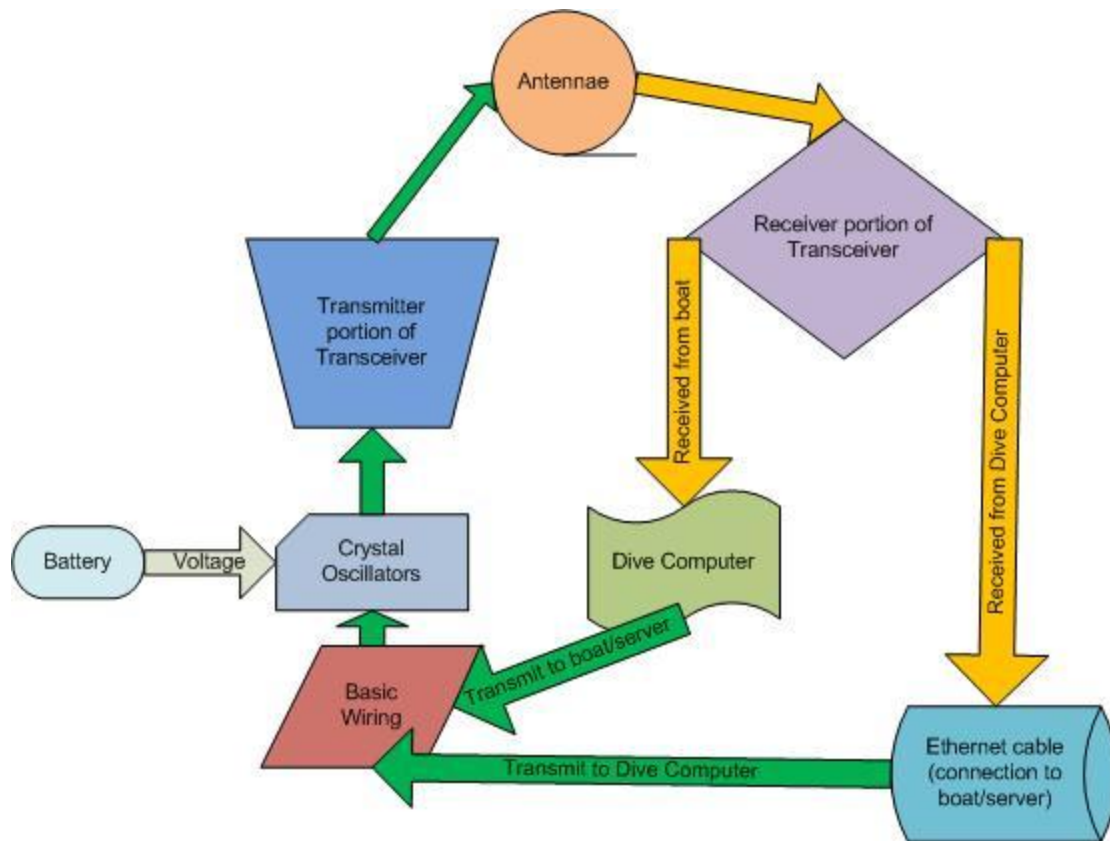 Antennae
Receiver portion of
Transceiver
Transmitter
portion of
Transceiver
Received from boat
Received from Dive Computer
Battery
Voltage
Crystal
Oscillators
Dive Computer
Transmit to boat/server
Basic
Wiring
Transmit to Dive Computer
Ethernet cable
(connection to
boat/server)